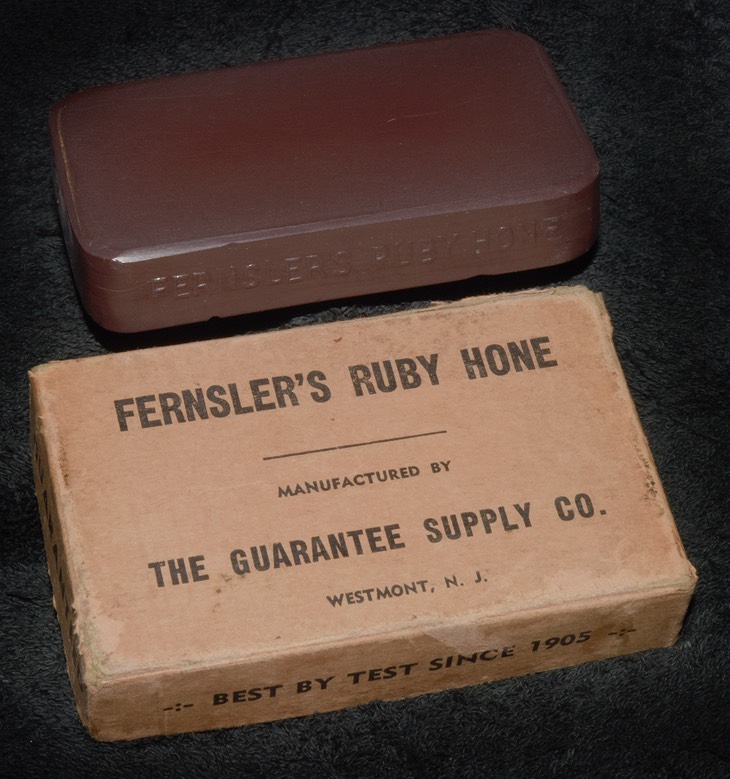 FERNSLER'S RUBY HONE
FERNSLER'S RUBY HONE
MANUFACTURED BY
THE GUARANTEE SUPPLY CO.
WESTMONT, N. J.
-:- BEST BY TEST SINCE 1905 -:-